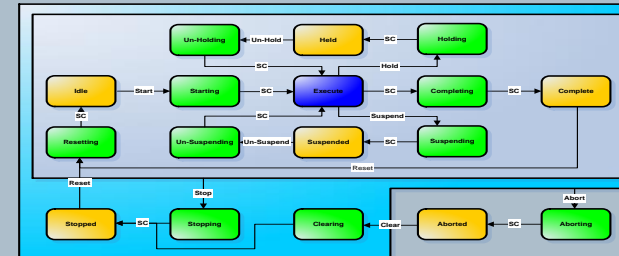 Un-Holding
Un-Hold
Held
SC
Holding
SC
Hold
Idle
Start
Starting
SC
Execute
SC
Completing
SC
Complete
SC
SC
Suspend
Resetting
Un-Suspending
Un-Suspend
Suspended
SC
Suspending
Reset
Reset
Stop
Abort
Stopped
SC
Stopping
Clearing
Clear
Aborted
SC
Aborting